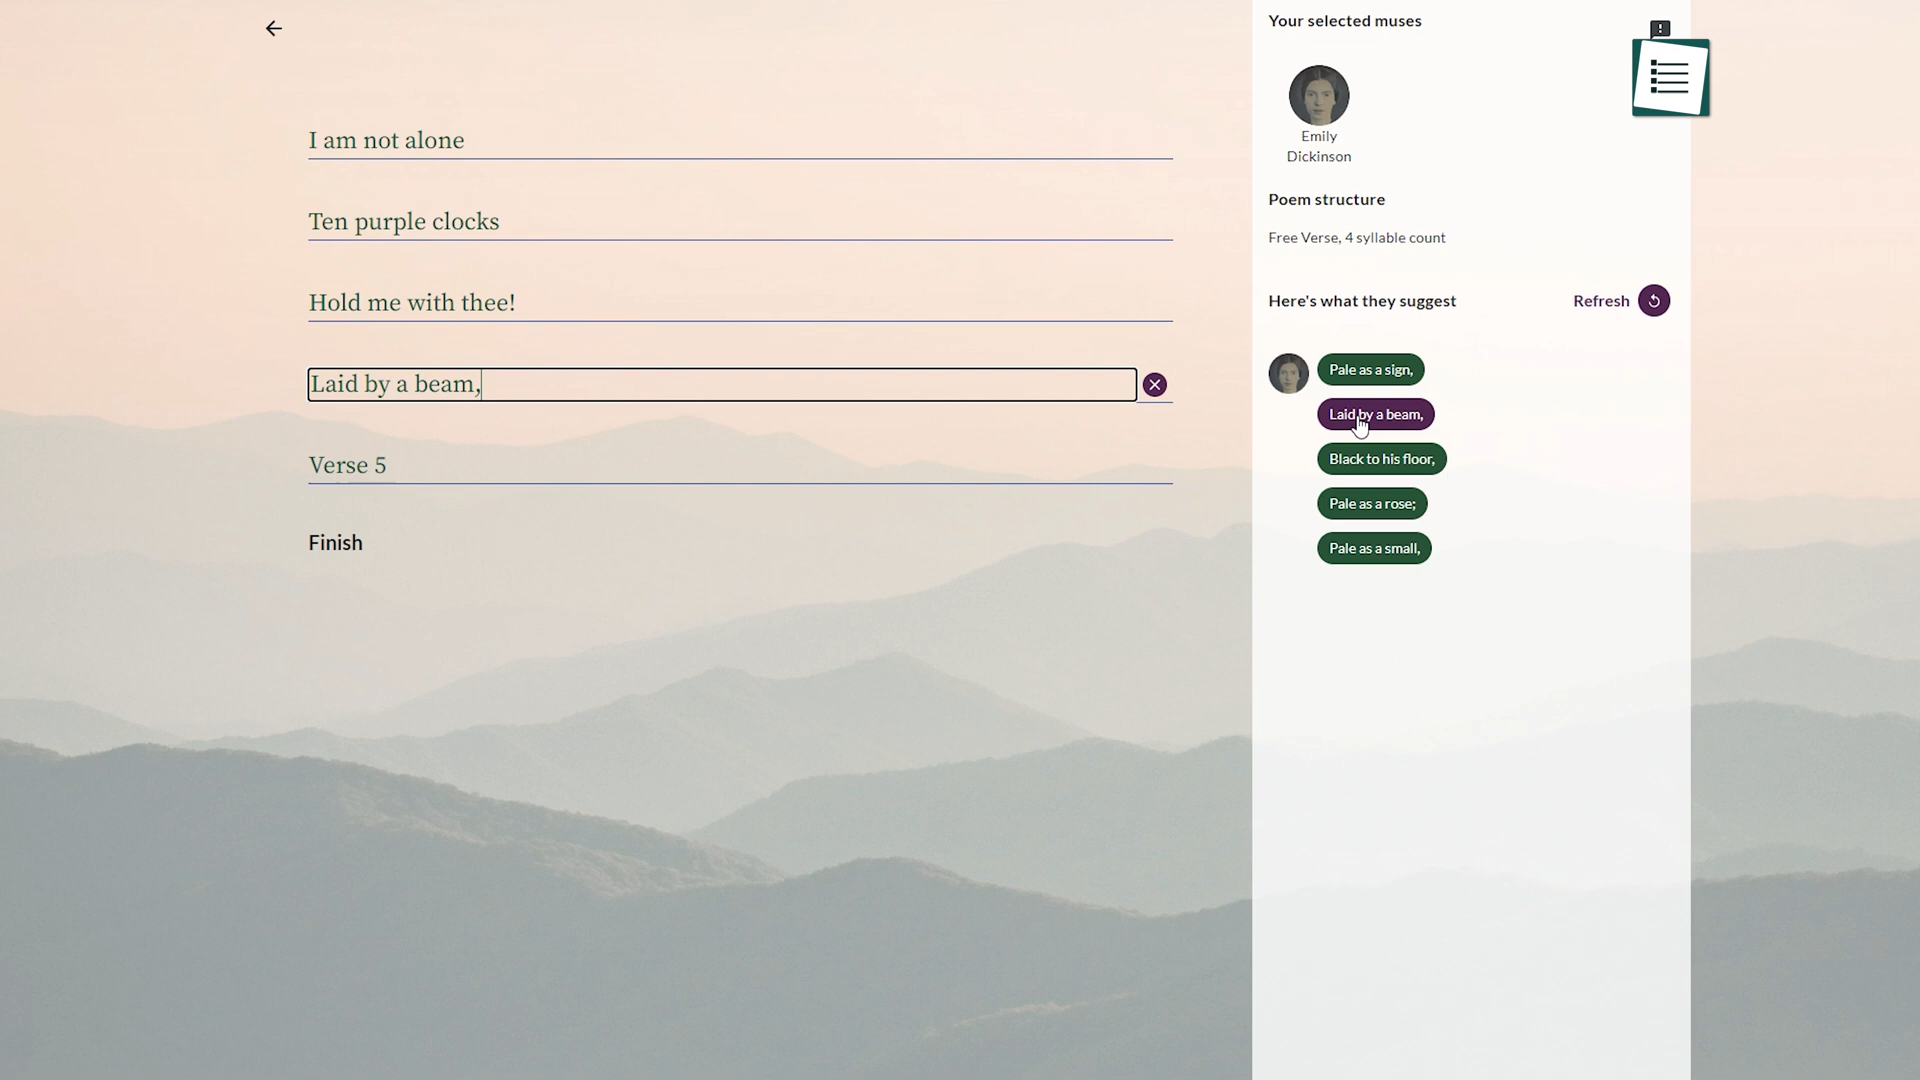 I am not alone
Ten purple clocks
Hold me with thee!
Laid by a beam,
Verse 5
Finish
Your selected muses
Emily
Dickinson
Poem structure
Free Verse, 4 syllable count
Here's what they suggest
Refresh
Pale as a sign,
Laid by a beam,
Black to his floor,
Pale as a rose;
Pale as a small,